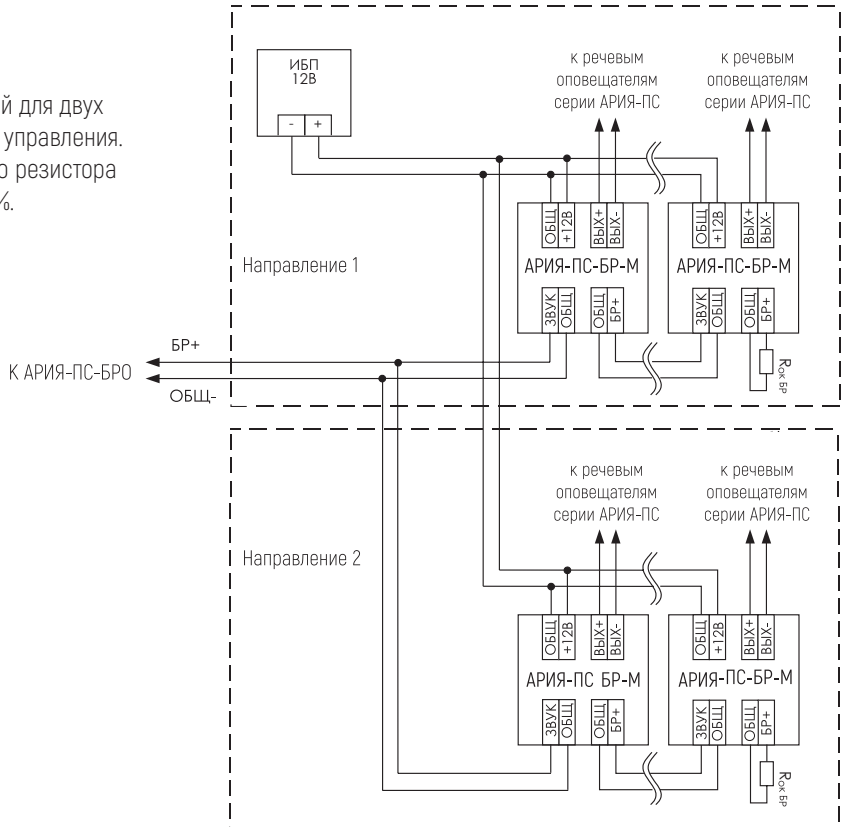 й для двух
управления.
о резистора
%.
ИБП
12В
- +
к речевым
оповещателям
серии АРИЯ-ПС
к речевым
оповещателям
серии АРИЯ-ПС
ОБЩ
+12В
ВЫХ+
ВЫХ-
ОБЩ
+12В
ВЫХ+
ВЫХ-
Направление 1
АРИЯ-ПС-БР-М
АРИЯ-ПС-БР-М
ЗВУК
ОБЩ
ОБЩ
БР+
ЗВУК
ОБЩ
ОБЩ
БР+
Rок БР
БР+
К АРИЯ-ПС-БРО
ОБЩ-
к речевым
оповещателям
серии АРИЯ-ПС
к речевым
оповещателям
серии АРИЯ-ПС
Направление 2
ОБЩ
+12В
ВЫХ+
ВЫХ-
ОБЩ
+12В
ВЫХ+
ВЫХ-
АРИЯ-ПС БР-М
АРИЯ-ПС-БР-М
ЗВУК
ОБЩ
ОБЩ
БР+
ЗВУК
ОБЩ
ОБЩ
БР+
Rок БР